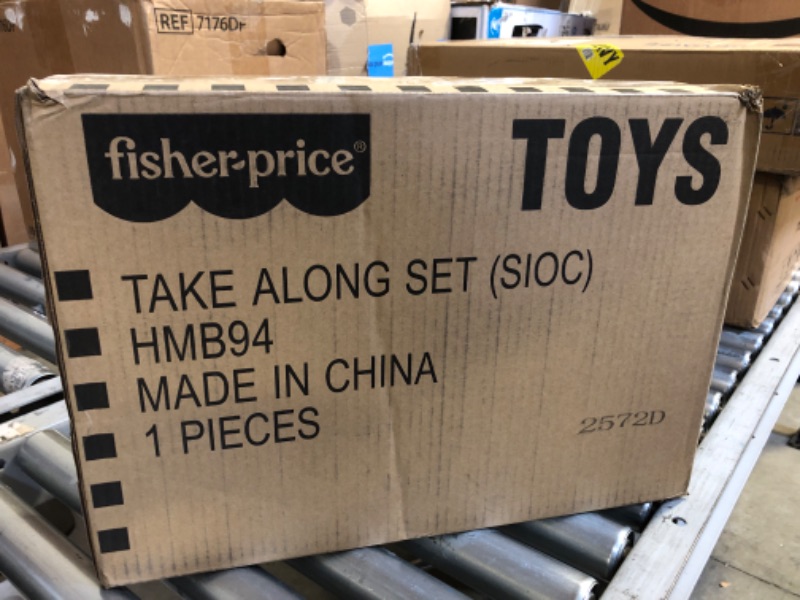 REF 7176DF
fisher-price®
TOYS
TAKE ALONG SET (SIOC)
HMB94
MADE IN CHINA
1 PIECES
2572D